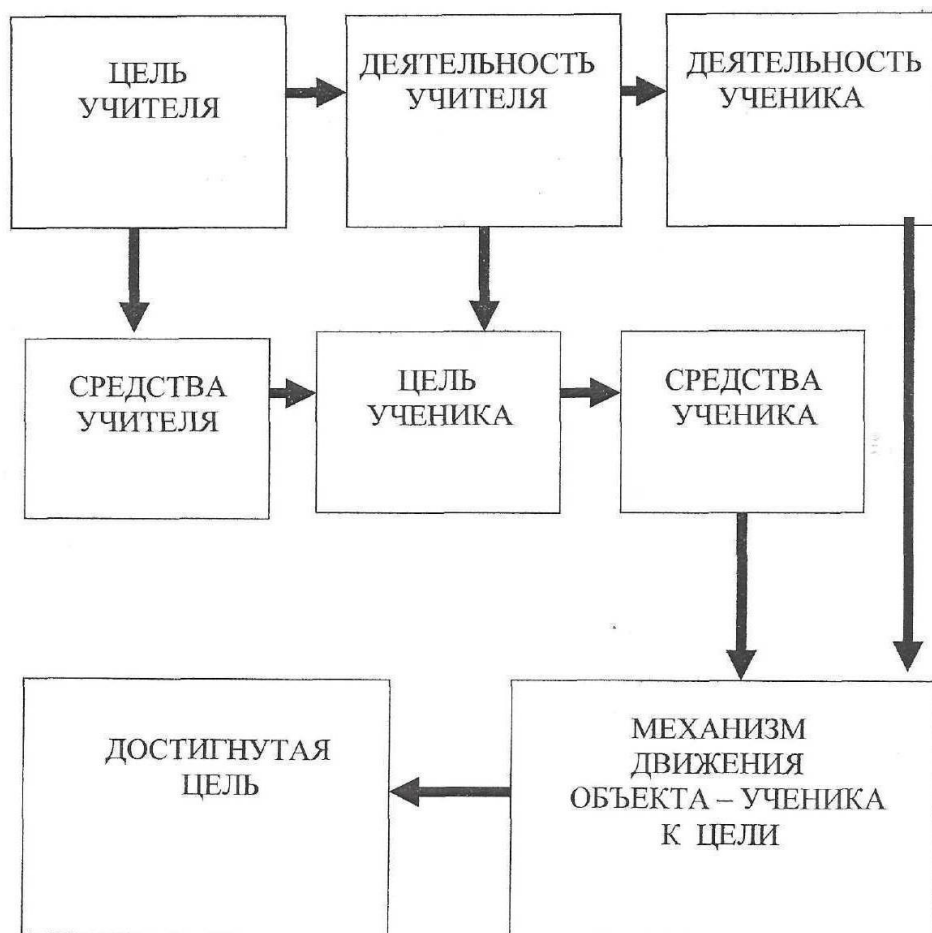 ЦЕЛЬ
УЧИТЕЛЯ
ДЕЯТЕЛЬНОСТЬ
УЧИТЕЛЯ
ДЕЯТЕЛЬНОСТЬ
УЧЕНИКА
СРЕДСТВА
УЧИТЕЛЯ
ЦЕЛЬ
УЧЕНИКА
СРЕДСТВА
УЧЕНИКА
ДОСТИГНУТАЯ
ЦЕЛЬ
МЕХАНИЗМ
ДВИЖЕНИЯ
ОБЪЕКТА – УЧЕНИКА
К ЦЕЛИ